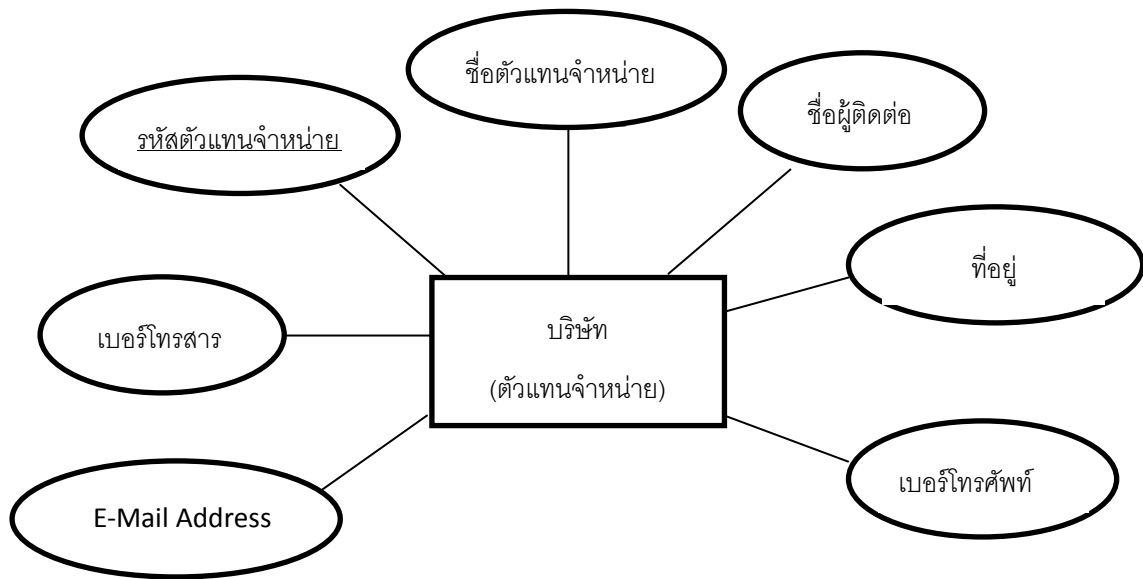 ชื่อตัวแทนจำหน่าย
ชื่อผู้ติดต่อ
รหัสตัวแทนจำหน่าย
ที่อยู่
บริษัท
(ตัวแทนจำหน่าย)
เบอร์โทรสาร
เบอร์โทรศัพท์
E-Mail Address